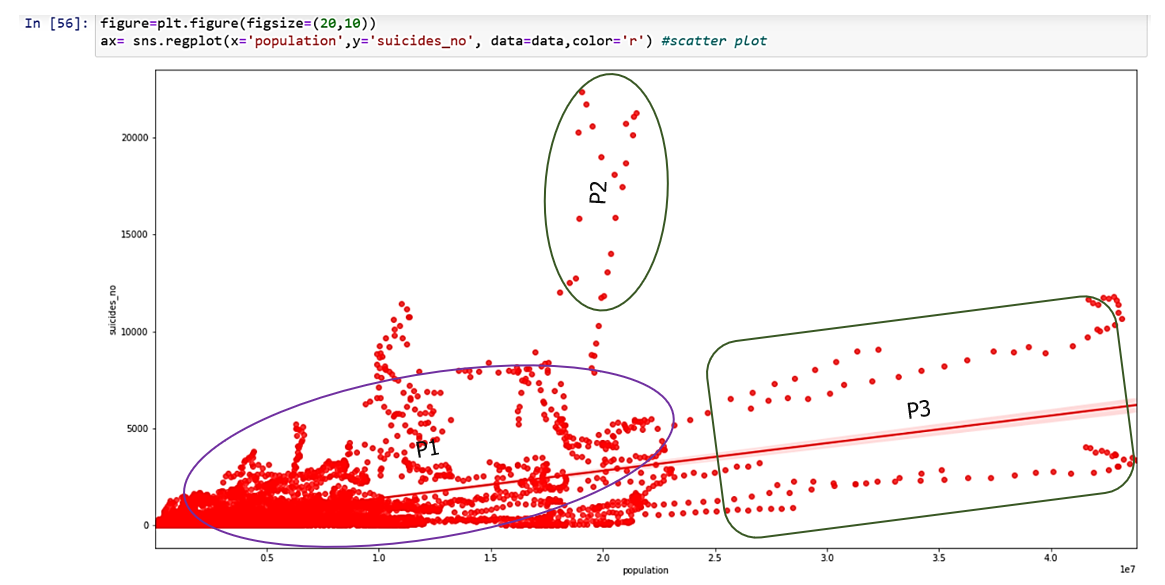 In [56]: figure=plt.figure(figsize=(20,10))
ax= sns.regplot(x='population',y='suicides_no', data=data,color='r') #scatter plot
20000
15000
10000
5000
0
suicides_no
P2
P3
P1
0.5 1.0 1.5 2.0 2.5 3.0 3.5 4.0
1e7
population